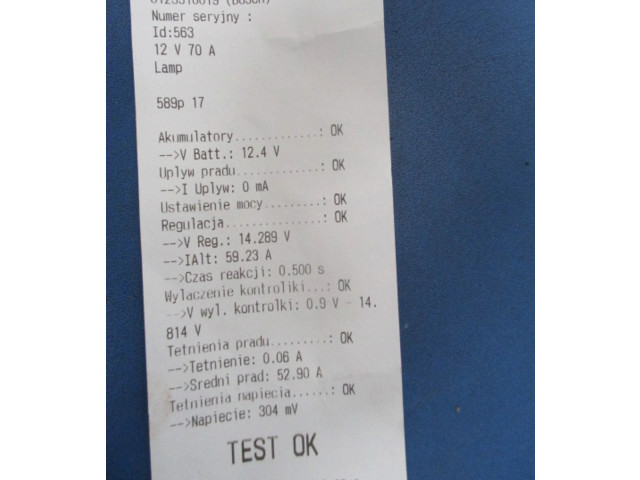 Numer seryjny :
Id:563
12 V 70 A
Lamp
589p 17
Akumulatory............: OK
-->V Batt.: 12.4 V
Uplyw pradu............: OK
-->I Uplyw: 0 mA
Ustawienie mocy........: OK
Regulacja..............: OK
-->V Reg.: 14.289 V
-->IAlt: 59.23 A
-->Czas reakcji: 0.500 s
Wylaczenie kontroliki...: OK
-->V wyl. kontrolki: 0.9 V - 14.
814 V
Tetnienia pradu.........: OK
-->Tetnienie: 0.06 A
-->Sredni prad: 52.90 A
Tetnienia napiecia......: OK
-->Napiecie: 304 mV
TEST OK